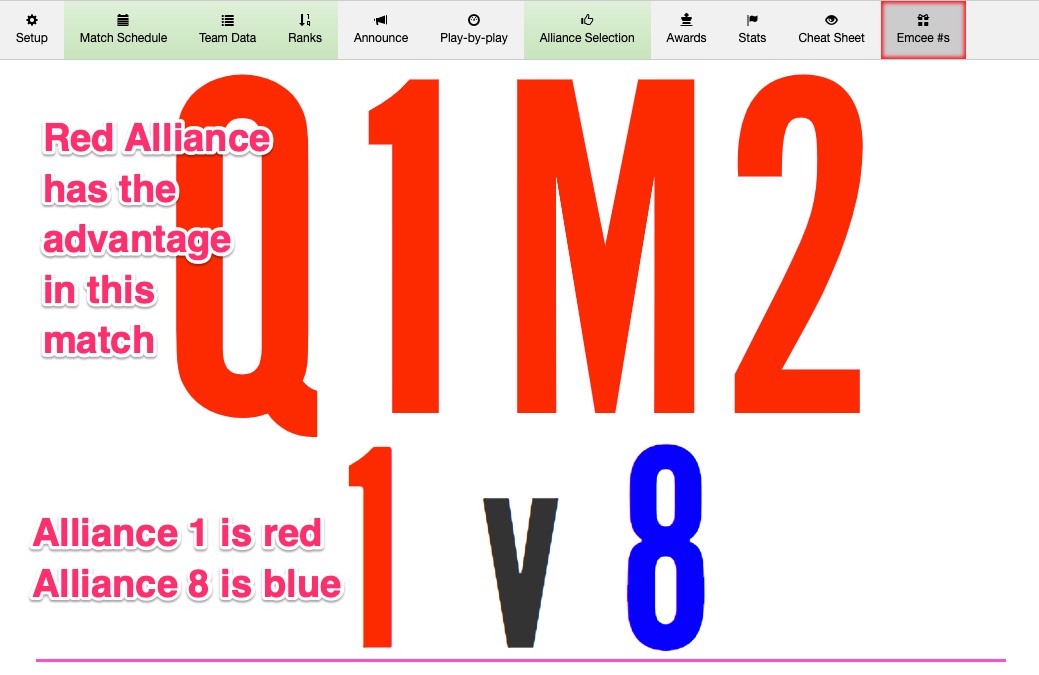 Setup Match Schedule Team Data Ranks Announce Play-by-play Alliance Selection Awards Stats Cheat Sheet Emcee #s
Q1M2
Red Alliance
has the
advantage
in this
match
1 v 8
Alliance 1 is red
Alliance 8 is blue